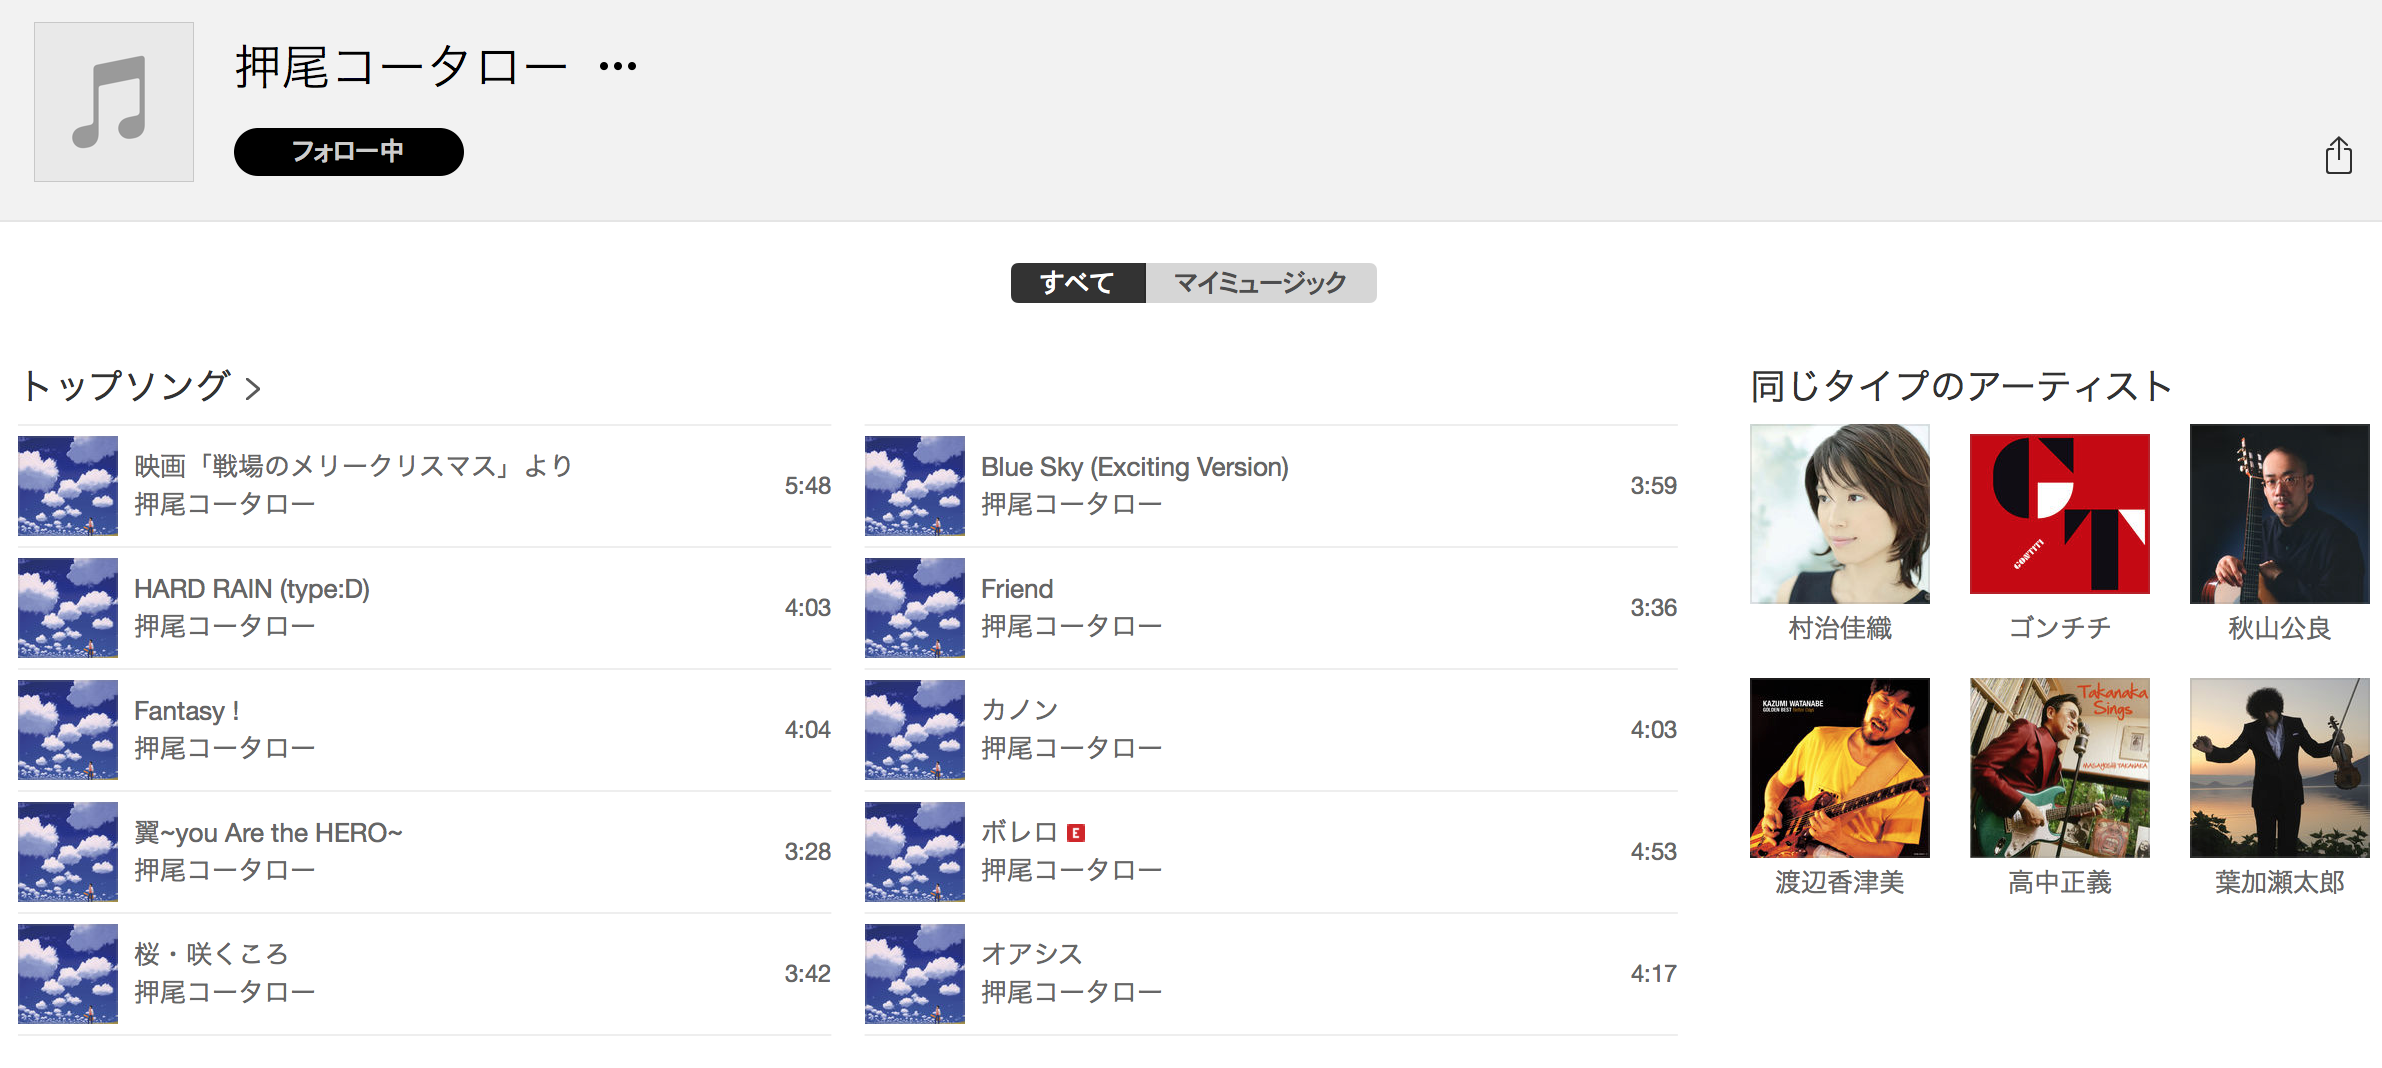 押尾コータロー •••
フォロー中
すべて
マイミュージック
トップソング >
映画「戦場のメリークリスマス」より
押尾コータロー
5:48
HARD RAIN (type:D)
押尾コータロー
4:03
Fantasy !
押尾コータロー
4:04
翼~you Are the HERO~
押尾コータロー
3:28
桜・咲くころ
押尾コータロー
3:42
Blue Sky (Exciting Version)
押尾コータロー
3:59
Friend
押尾コータロー
3:36
カノン
押尾コータロー
4:03
ボレロ E
押尾コータロー
4:53
オアシス
押尾コータロー
4:17
同じタイプのアーティスト
村治佳織
GT
GONTITI
ゴンチチ
秋山公良
KAZUMI WATANABE
GOLDEN BEST
渡辺香津美
Takanaka
Sings
MASAYOSHI TAKANAKA
高中正義
葉加瀬太郎